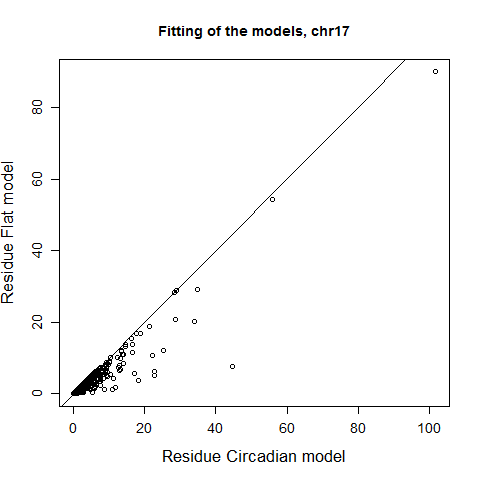 Fitting of the models, chr17
Residue Flat model
80
60
40
20
0
0 20 40 60 80 100
Residue Circadian model